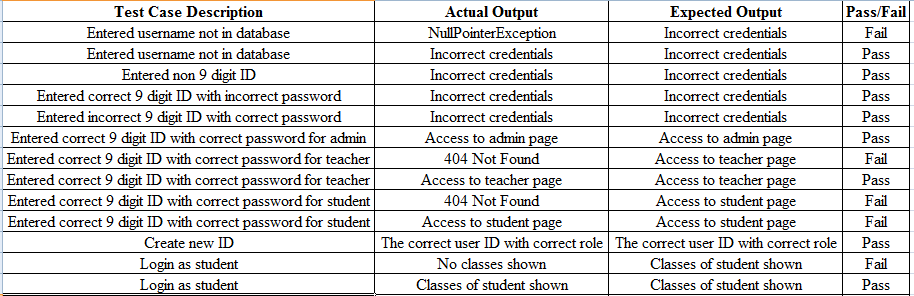 Test Case Description Actual Output Expected Output Pass/Fail
Entered username not in database NullPointerException Incorrect credentials Fail
Entered username not in database Incorrect credentials Incorrect credentials Pass
Entered non 9 digit ID Incorrect credentials Incorrect credentials Pass
Entered correct 9 digit ID with incorrect password Incorrect credentials Incorrect credentials Pass
Entered incorrect 9 digit ID with correct password Incorrect credentials Incorrect credentials Pass
Entered correct 9 digit ID with correct password for admin Access to admin page Access to admin page Pass
Entered correct 9 digit ID with correct password for teacher 404 Not Found Access to teacher page Fail
Entered correct 9 digit ID with correct password for teacher Access to teacher page Access to teacher page Pass
Entered correct 9 digit ID with correct password for student 404 Not Found Access to student page Fail
Entered correct 9 digit ID with correct password for student Access to student page Access to student page Fail
Create new ID The correct user ID with correct role The correct user ID with correct role Pass
Login as student No classes shown Classes of student shown Fail
Login as student Classes of student shown Classes of student shown Pass